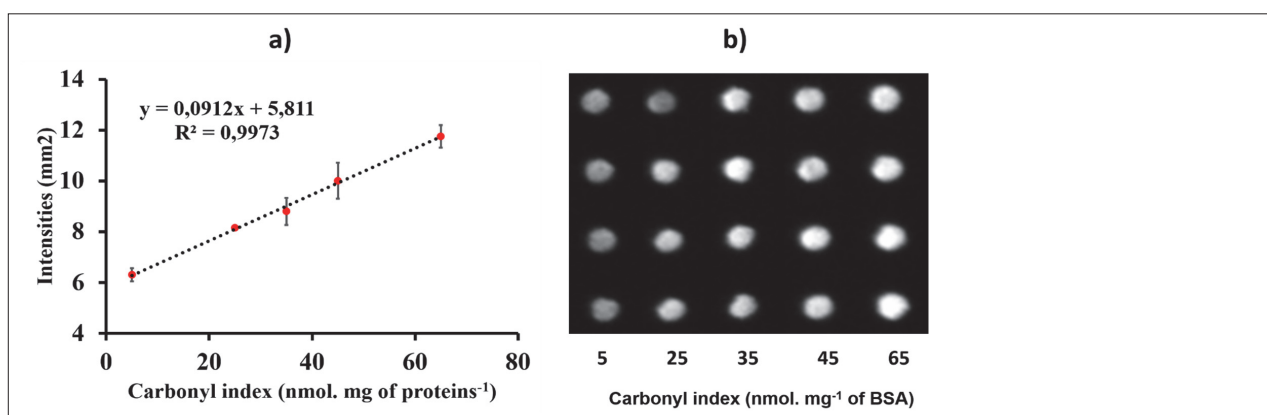 a)
14
12
10
8
6
4
Intensities (mm2)
y = 0,0912x + 5,811
R² = 0,9973
0 20 40 60 80
Carbonyl index (nmol. mg of proteins⁻¹)
b)
5 25 35 45 65
Carbonyl index (nmol. mg⁻¹ of BSA)